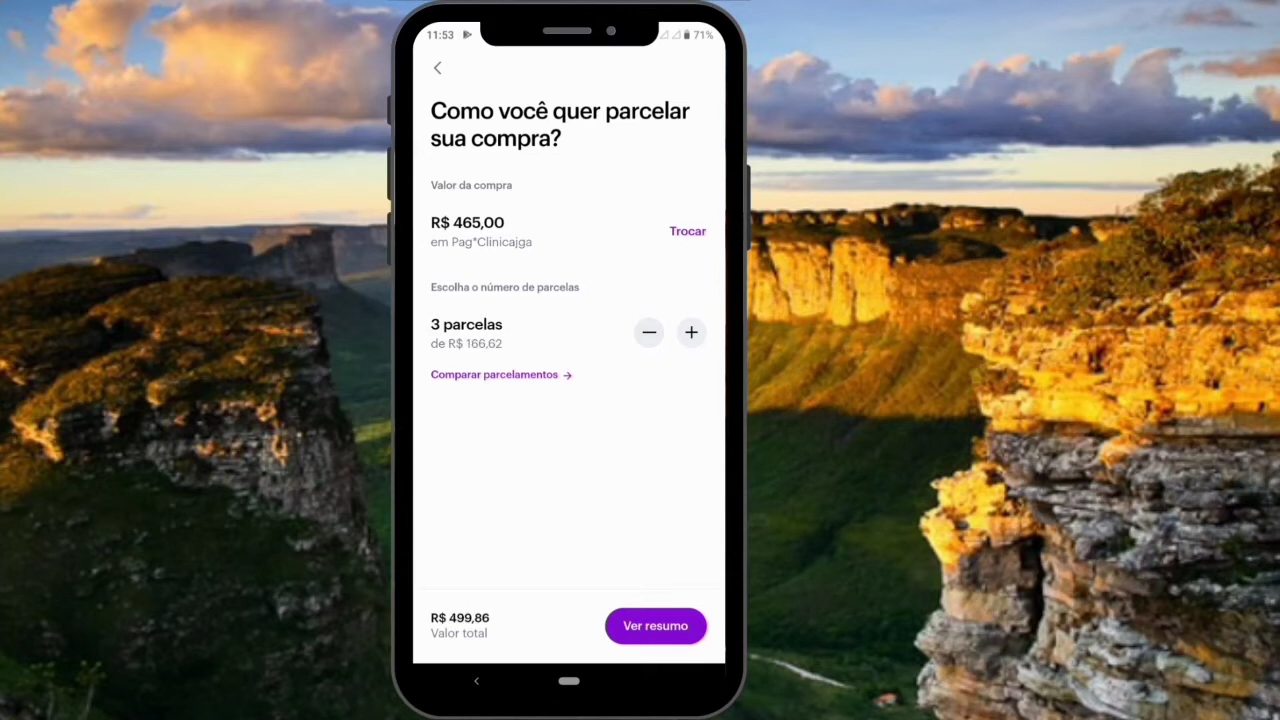 11:53
71%
Como você quer parcelar
sua compra?
Valor da compra
R$ 465,00
em Pag*Clinicajga
Trocar
Escolha o número de parcelas
3 parcelas
de R$ 166,62
Comparar parcelamentos →
R$ 499,86
Valor total
Ver resumo